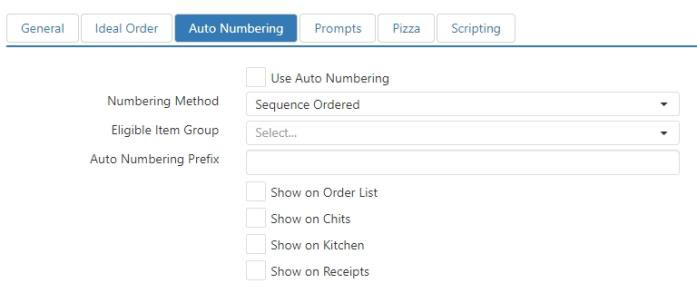 General Ideal Order Auto Numbering Prompts Pizza Scripting
Use Auto Numbering
Numbering Method Sequence Ordered
Eligible Item Group Select...
Auto Numbering Prefix
Show on Order List
Show on Chits
Show on Kitchen
Show on Receipts